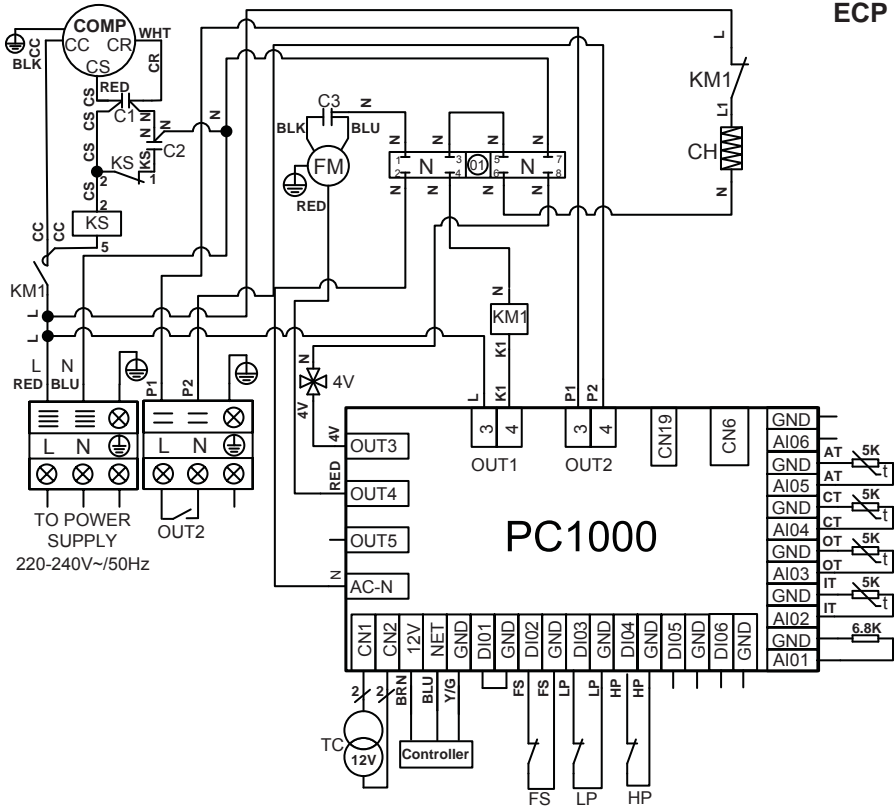 ECP
COMP
CC CR WHT
CS
BLK CC
RED CR
CS CS C1 N N N
C2
CS KS KS
2 1
CS
2
KS
5
CC CC
KM1
L
L
C3 N
BLK BLU
FM
RED
N N N N
1 3 5 7
N 01 N
2 4 6 8
N N N N
L
KM1
L1
CH
N
N
KM1
K1
L N
RED BLU
P1 P2
L N
L N
TO POWER
SUPPLY
220-240V~/50Hz
OUT2
N
4V
4V
4V
RED
N
L K1 P1 P2
3 4 3 4
OUT1 OUT2
CN19 CN6
OUT3
OUT4
OUT5
AC-N
PC1000
GND
AI06
GND
AI05
GND
AI04
GND
AI03
GND
AI02
GND
AI01
AT 5K
AT t
CT 5K
CT t
OT 5K
OT t
IT 5K
IT t
6.8K
CN1 CN2 12V NET GND DI01 GND DI02 GND DI03 GND DI04 GND DI05 GND DI06 GND
2 2 BRN BLU Y/G FS FS LP LP HP HP
TC
12V
Controller
FS LP HP